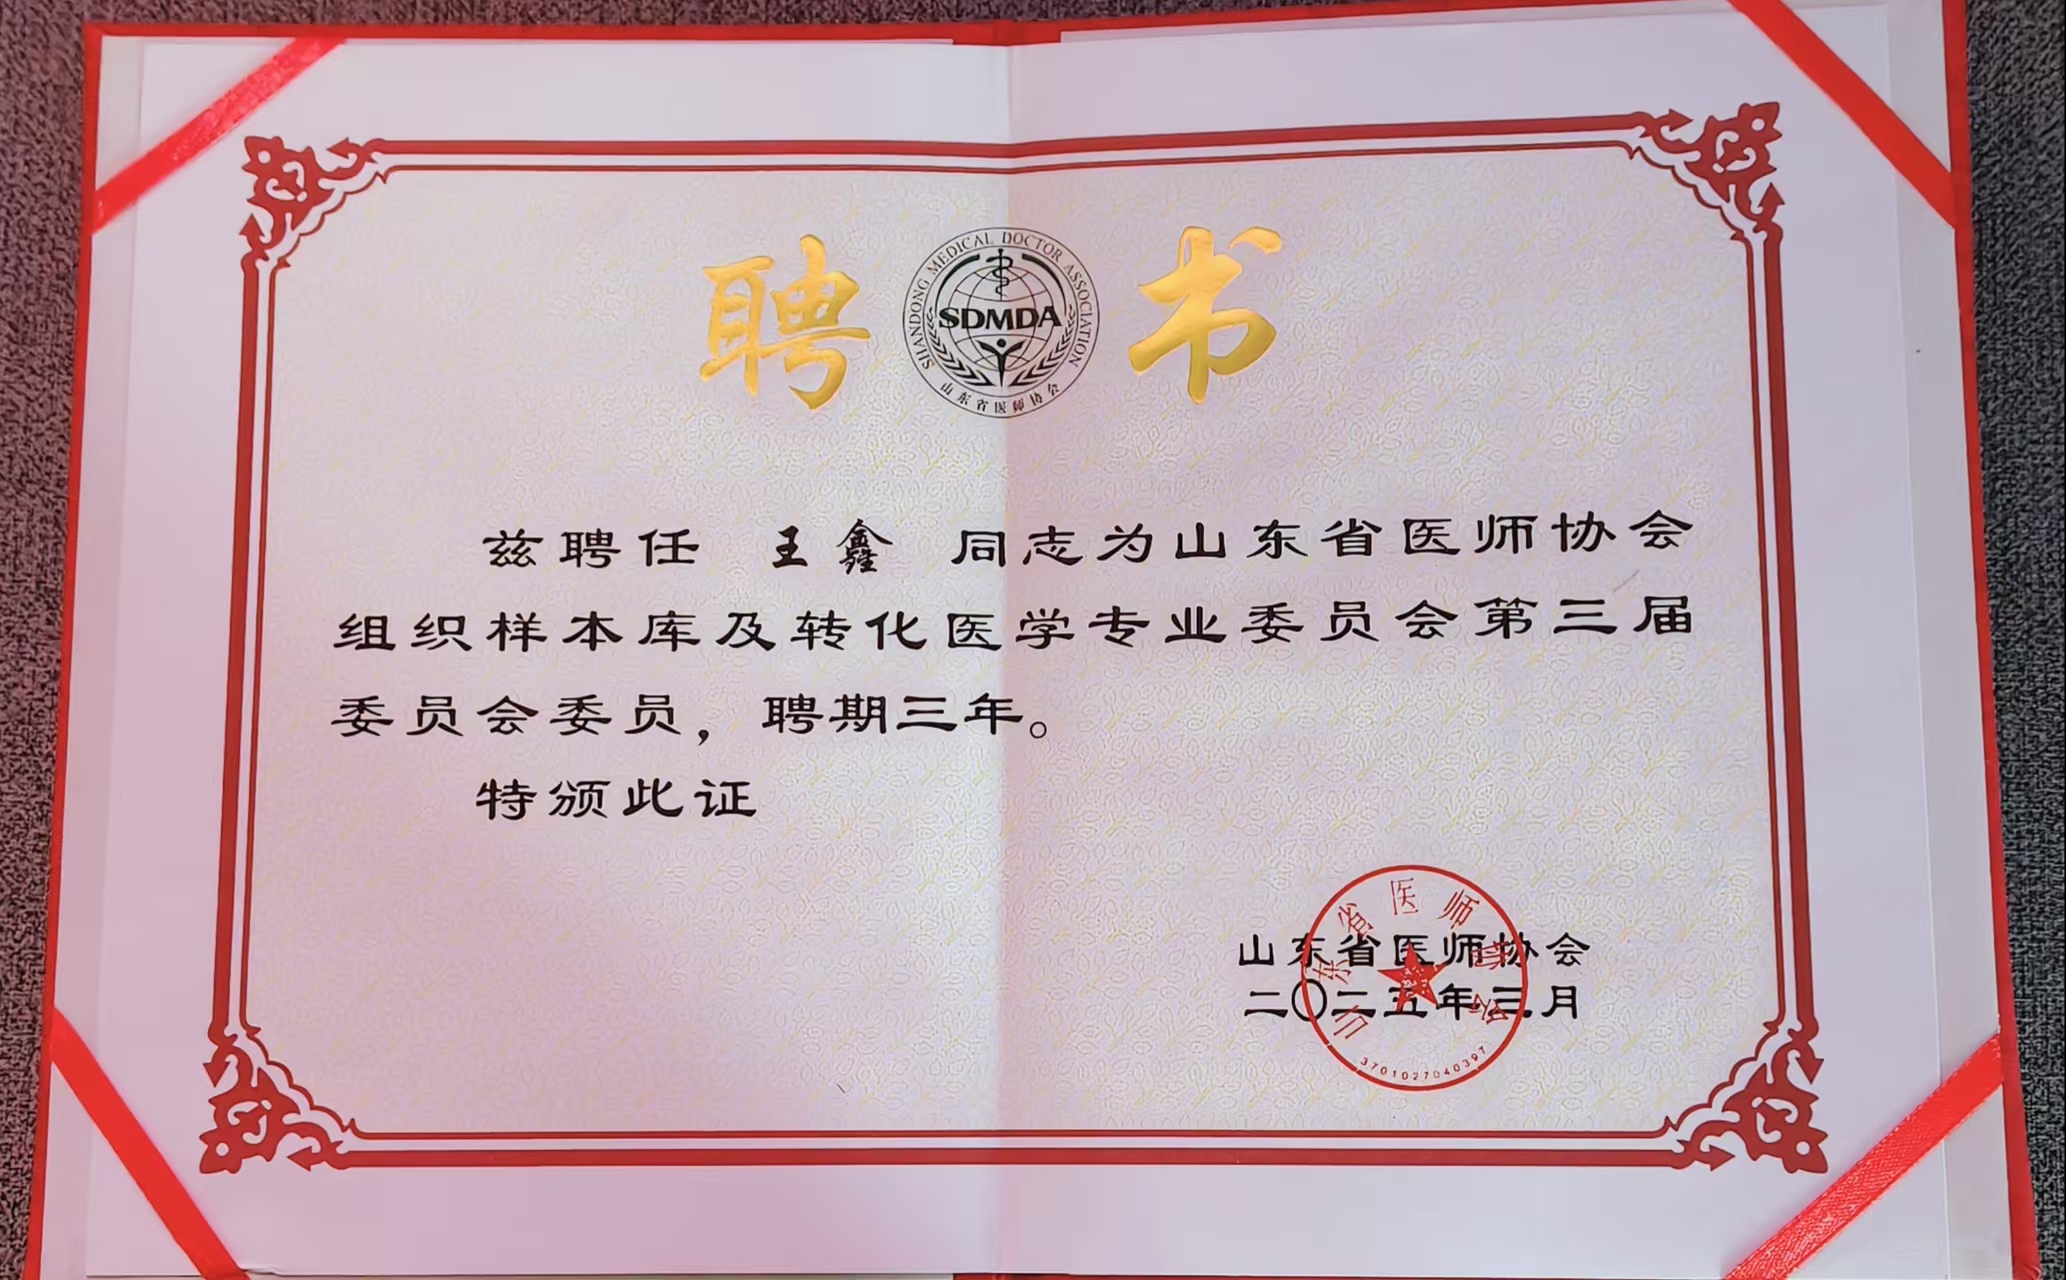 聘书
SHANDONG MEDICAL DOCTOR ASSOCIATION
SDMDA
山东省医师协会
兹聘任 王鑫 同志为山东省医师协会
组织样本库及转化医学专业委员会第三届
委员会委员，聘期三年。
特颁此证
山东省医师协会
二〇二五年三月
山东省医师协会
3701027040397